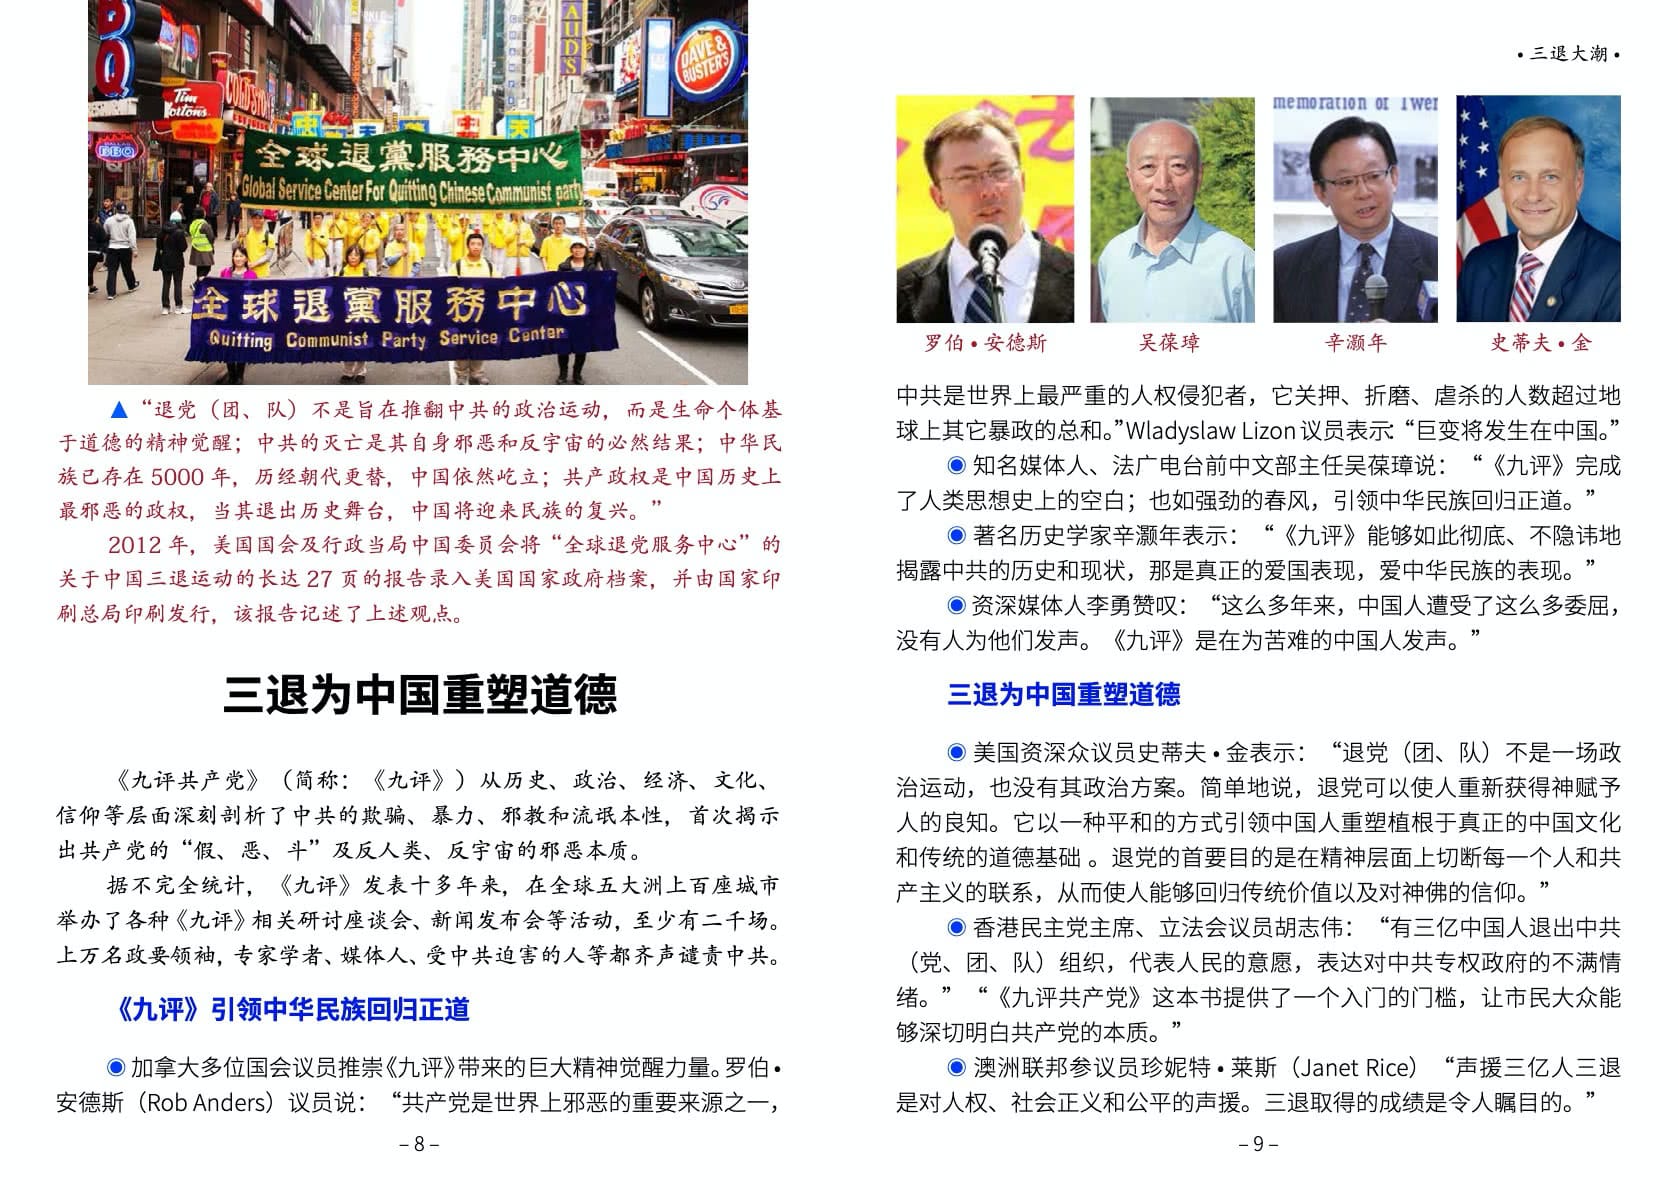 BBQ
Tim Hortons
COLD STONE
DALLAS BBQ
MAUD'S
DAVE & BUSTER'S
全球退黨服務中心
Global Service Center For Quitting Chinese Communist party
全球退黨服務中心
Quitting Communist Party Service Center
▲“退党（团、队）不是旨在推翻中共的政治运动，而是生命个体基
于道德的精神觉醒；中共的灭亡是其自身邪恶和反宇宙的必然结果；中华民
族已存在 5000 年，历经朝代更替，中国依然屹立；共产政权是中国历史上
最邪恶的政权，当其退出历史舞台，中国将迎来民族的复兴。”
2012 年，美国国会及行政当局中国委员会将“全球退党服务中心”的
关于中国三退运动的长达 27 页的报告录入美国国家政府档案，并由国家印
刷总局印刷发行，该报告记述了上述观点。
三退为中国重塑道德
《九评共产党》（简称：《九评》）从历史、政治、经济、文化、
信仰等层面深刻剖析了中共的欺骗、暴力、邪教和流氓本性，首次揭示
出共产党的“假、恶、斗”及反人类、反宇宙的邪恶本质。
据不完全统计，《九评》发表十多年来，在全球五大洲上百座城市
举办了各种《九评》相关研讨座谈会、新闻发布会等活动，至少有二千场。
上万名政要领袖，专家学者、媒体人、受中共迫害的人等都齐声谴责中共。
《九评》引领中华民族回归正道
◉ 加拿大多位国会议员推崇《九评》带来的巨大精神觉醒力量。罗伯 •
安德斯（Rob Anders）议员说：“共产党是世界上邪恶的重要来源之一，
– 8 –
• 三退大潮 •
memoration of Twen
罗伯 • 安德斯
吴葆璋
辛灏年
史蒂夫 • 金
中共是世界上最严重的人权侵犯者，它关押、折磨、虐杀的人数超过地
球上其它暴政的总和。”Wladyslaw Lizon 议员表示：“巨变将发生在中国。”
◉ 知名媒体人、法广电台前中文部主任吴葆璋说：“《九评》完成
了人类思想史上的空白；也如强劲的春风，引领中华民族回归正道。”
◉ 著名历史学家辛灏年表示：“《九评》能够如此彻底、不隐讳地
揭露中共的历史和现状，那是真正的爱国表现，爱中华民族的表现。”
◉ 资深媒体人李勇赞叹：“这么多年来，中国人遭受了这么多委屈，
没有人为他们发声。《九评》是在为苦难的中国人发声。”
三退为中国重塑道德
◉ 美国资深众议员史蒂夫 • 金表示：“退党（团、队）不是一场政
治运动，也没有其政治方案。简单地说，退党可以使人重新获得神赋予
人的良知。它以一种平和的方式引领中国人重塑植根于真正的中国文化
和传统的道德基础 。退党的首要目的是在精神层面上切断每一个人和共
产主义的联系，从而使人能够回归传统价值以及对神佛的信仰。”
◉ 香港民主党主席、立法会议员胡志伟：“有三亿中国人退出中共
（党、团、队）组织，代表人民的意愿，表达对中共专权政府的不满情
绪。”“《九评共产党》这本书提供了一个入门的门槛，让市民大众能
够深切明白共产党的本质。”
◉ 澳洲联邦参议员珍妮特 • 莱斯（Janet Rice）“声援三亿人三退
是对人权、社会正义和公平的声援。三退取得的成绩是令人瞩目的。”
– 9 –